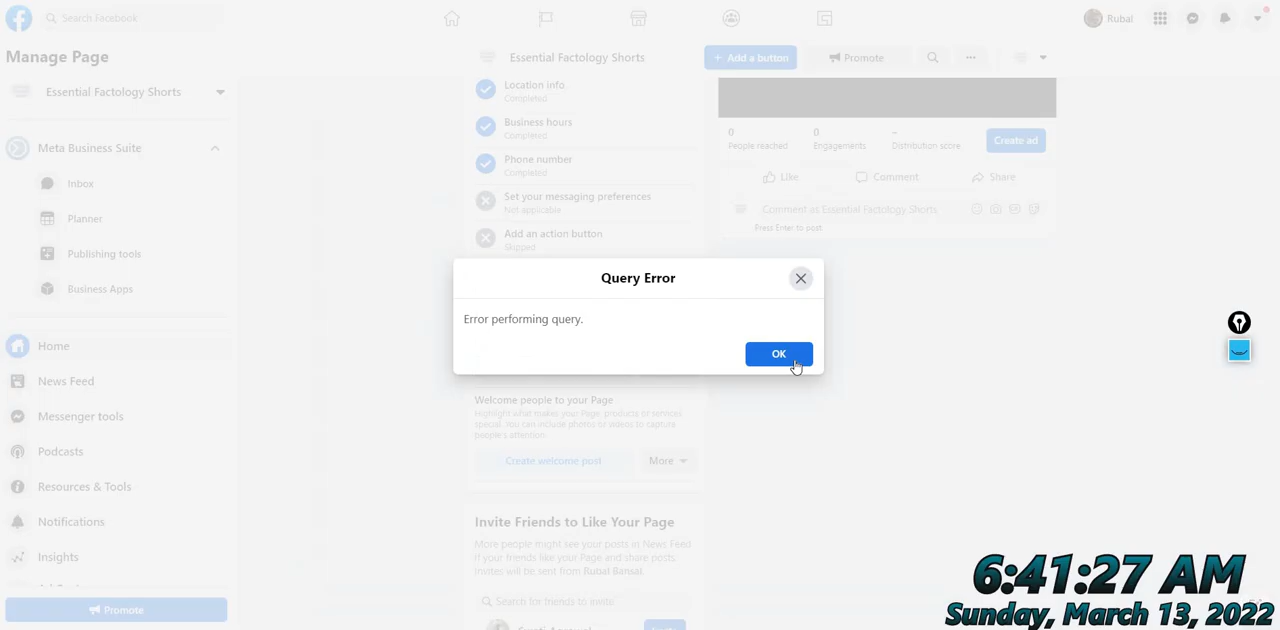 Search Facebook
Rubal
Manage Page
Essential Factology Shorts
+ Add a button
Promote
Essential Factology Shorts
Meta Business Suite
Inbox
Planner
Publishing tools
Business Apps
Home
News Feed
Messenger tools
Podcasts
Resources & Tools
Notifications
Insights
Promote
Location info
Completed
Business hours
Completed
Phone number
Completed
Set your messaging preferences
Not applicable
Add an action button
Skipped
0
People reached
0
Engagements
-
Distribution score
Create ad
Like
Comment
Share
Comment as Essential Factology Shorts
Press Enter to post
Query Error
Error performing query.
OK
Welcome people to your Page
Highlight what makes your Page, products or services
special. You can include photos or videos to capture
people's attention.
Create welcome post
More
Invite Friends to Like Your Page
More people might see your posts in News Feed
if your friends like your Page and share posts.
Invites will be sent from Rubal Bansal.
Search for friends to invite
6:41:27 AM
Sunday, March 13, 2022